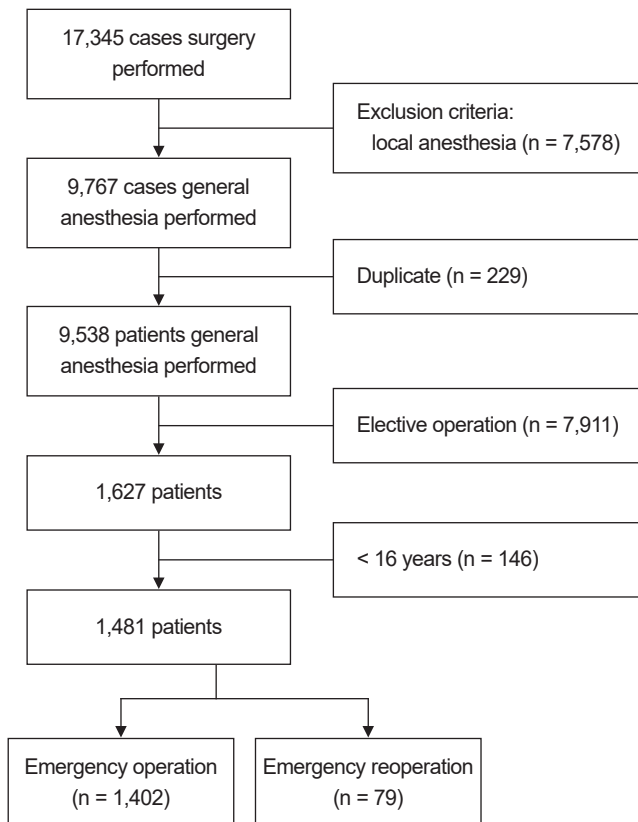 17,345 cases surgery
performed
Exclusion criteria:
local anesthesia (n = 7,578)
9,767 cases general
anesthesia performed
Duplicate (n = 229)
9,538 patients general
anesthesia performed
Elective operation (n = 7,911)
1,627 patients
< 16 years (n = 146)
1,481 patients
Emergency operation
(n = 1,402)
Emergency reoperation
(n = 79)